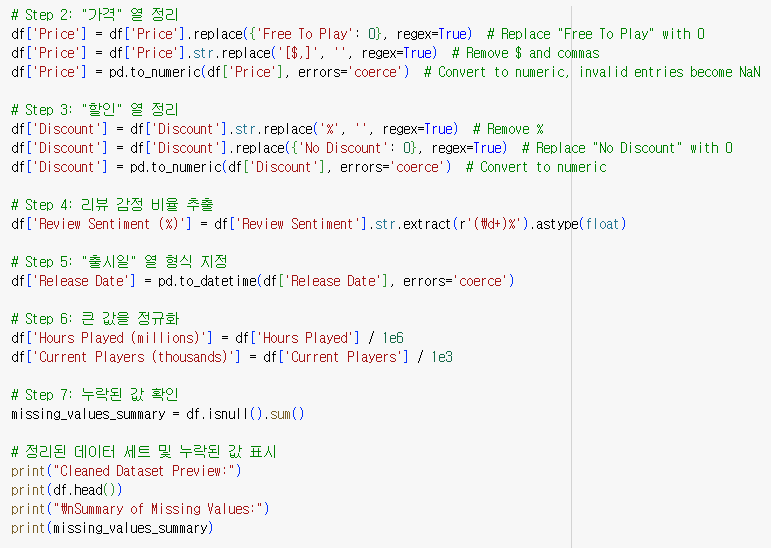 # Step 2: "가격" 열 정리
df['Price'] = df['Price'].replace({'Free To Play': 0}, regex=True)  # Replace "Free To Play" with 0
df['Price'] = df['Price'].str.replace('[$,]', '', regex=True)  # Remove $ and commas
df['Price'] = pd.to_numeric(df['Price'], errors='coerce')  # Convert to numeric, invalid entries become NaN
# Step 3: "할인" 열 정리
df['Discount'] = df['Discount'].str.replace('%', '', regex=True)  # Remove %
df['Discount'] = df['Discount'].replace({'No Discount': 0}, regex=True)  # Replace "No Discount" with 0
df['Discount'] = pd.to_numeric(df['Discount'], errors='coerce')  # Convert to numeric
# Step 4: 리뷰 감정 비율 추출
df['Review Sentiment (%)'] = df['Review Sentiment'].str.extract(r'(₩d+)%').astype(float)
# Step 5: "출시일" 열 형식 지정
df['Release Date'] = pd.to_datetime(df['Release Date'], errors='coerce')
# Step 6: 큰 값을 정규화
df['Hours Played (millions)'] = df['Hours Played'] / 1e6
df['Current Players (thousands)'] = df['Current Players'] / 1e3
# Step 7: 누락된 값 확인
missing_values_summary = df.isnull().sum()
# 정리된 데이터 세트 및 누락된 값 표시
print("Cleaned Dataset Preview:")
print(df.head())
print("₩nSummary of Missing Values:")
print(missing_values_summary)